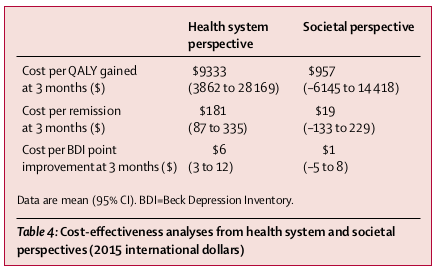 Health system Societal perspective
perspective
Cost per QALY gained $9333 $957
at 3 months ($) (3862 to 28 169) (–6145 to 14 418)
Cost per remission $181 $19
at 3 months ($) (87 to 335) (–133 to 229)
Cost per BDI point $6 $1
improvement at 3 months ($) (3 to 12) (–5 to 8)
Data are mean (95% CI). BDI=Beck Depression Inventory.
Table 4: Cost-effectiveness analyses from health system and societal
perspectives (2015 international dollars)